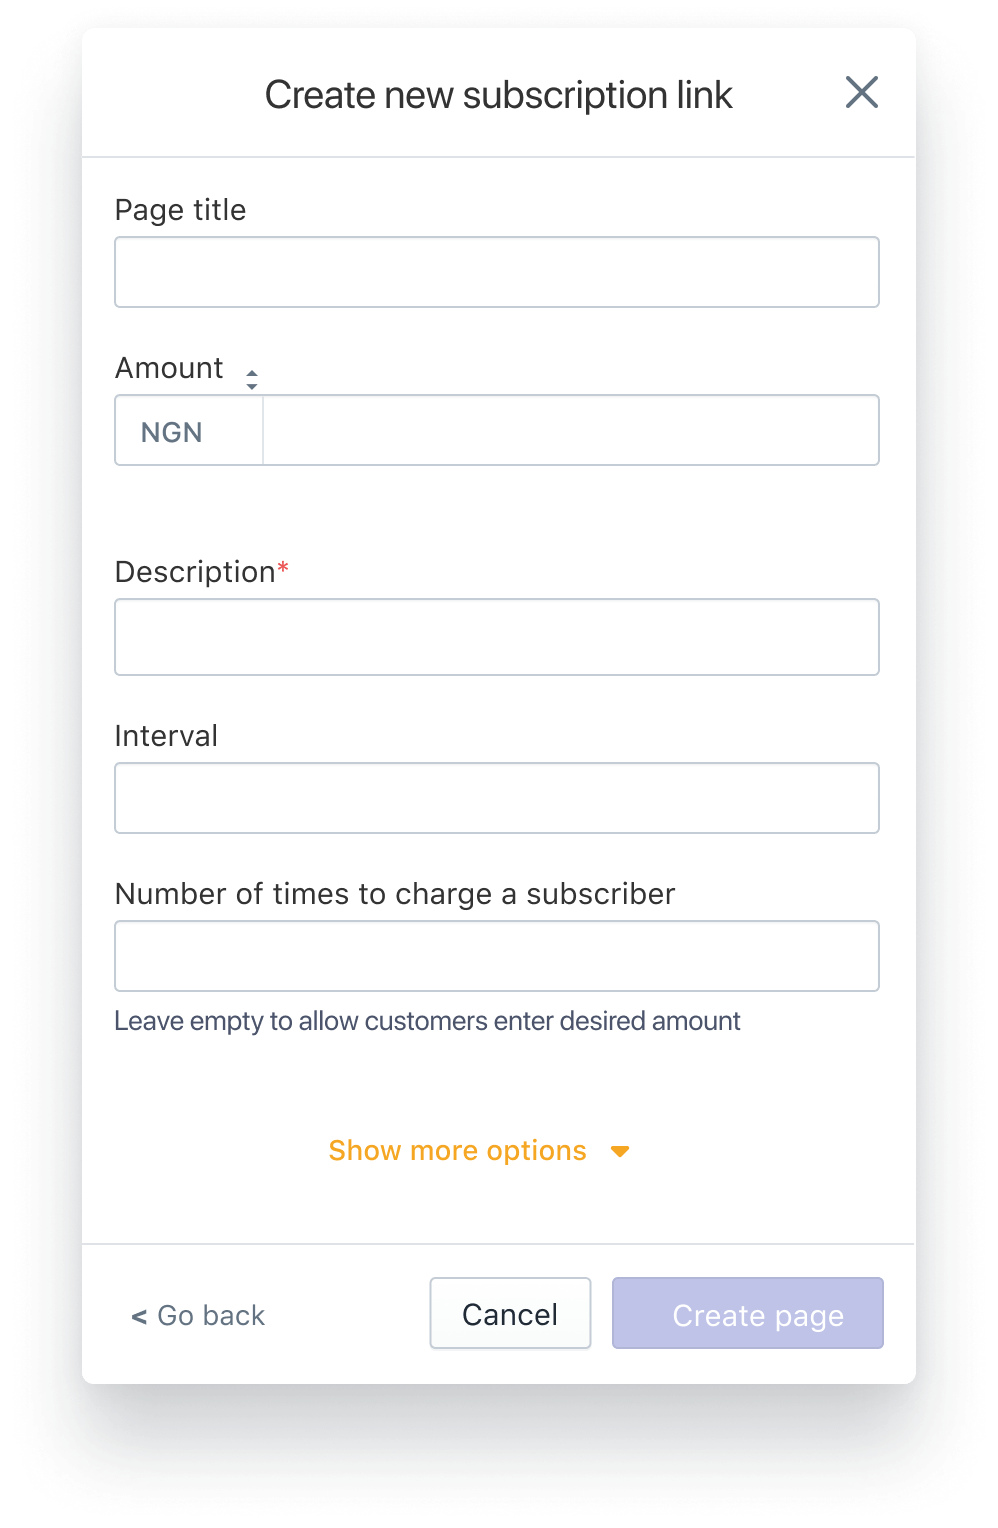 Create new subscription link
Page title
Amount
NGN
Description*
Interval
Number of times to charge a subscriber
Leave empty to allow customers enter desired amount
Show more options
< Go back
Cancel
Create page